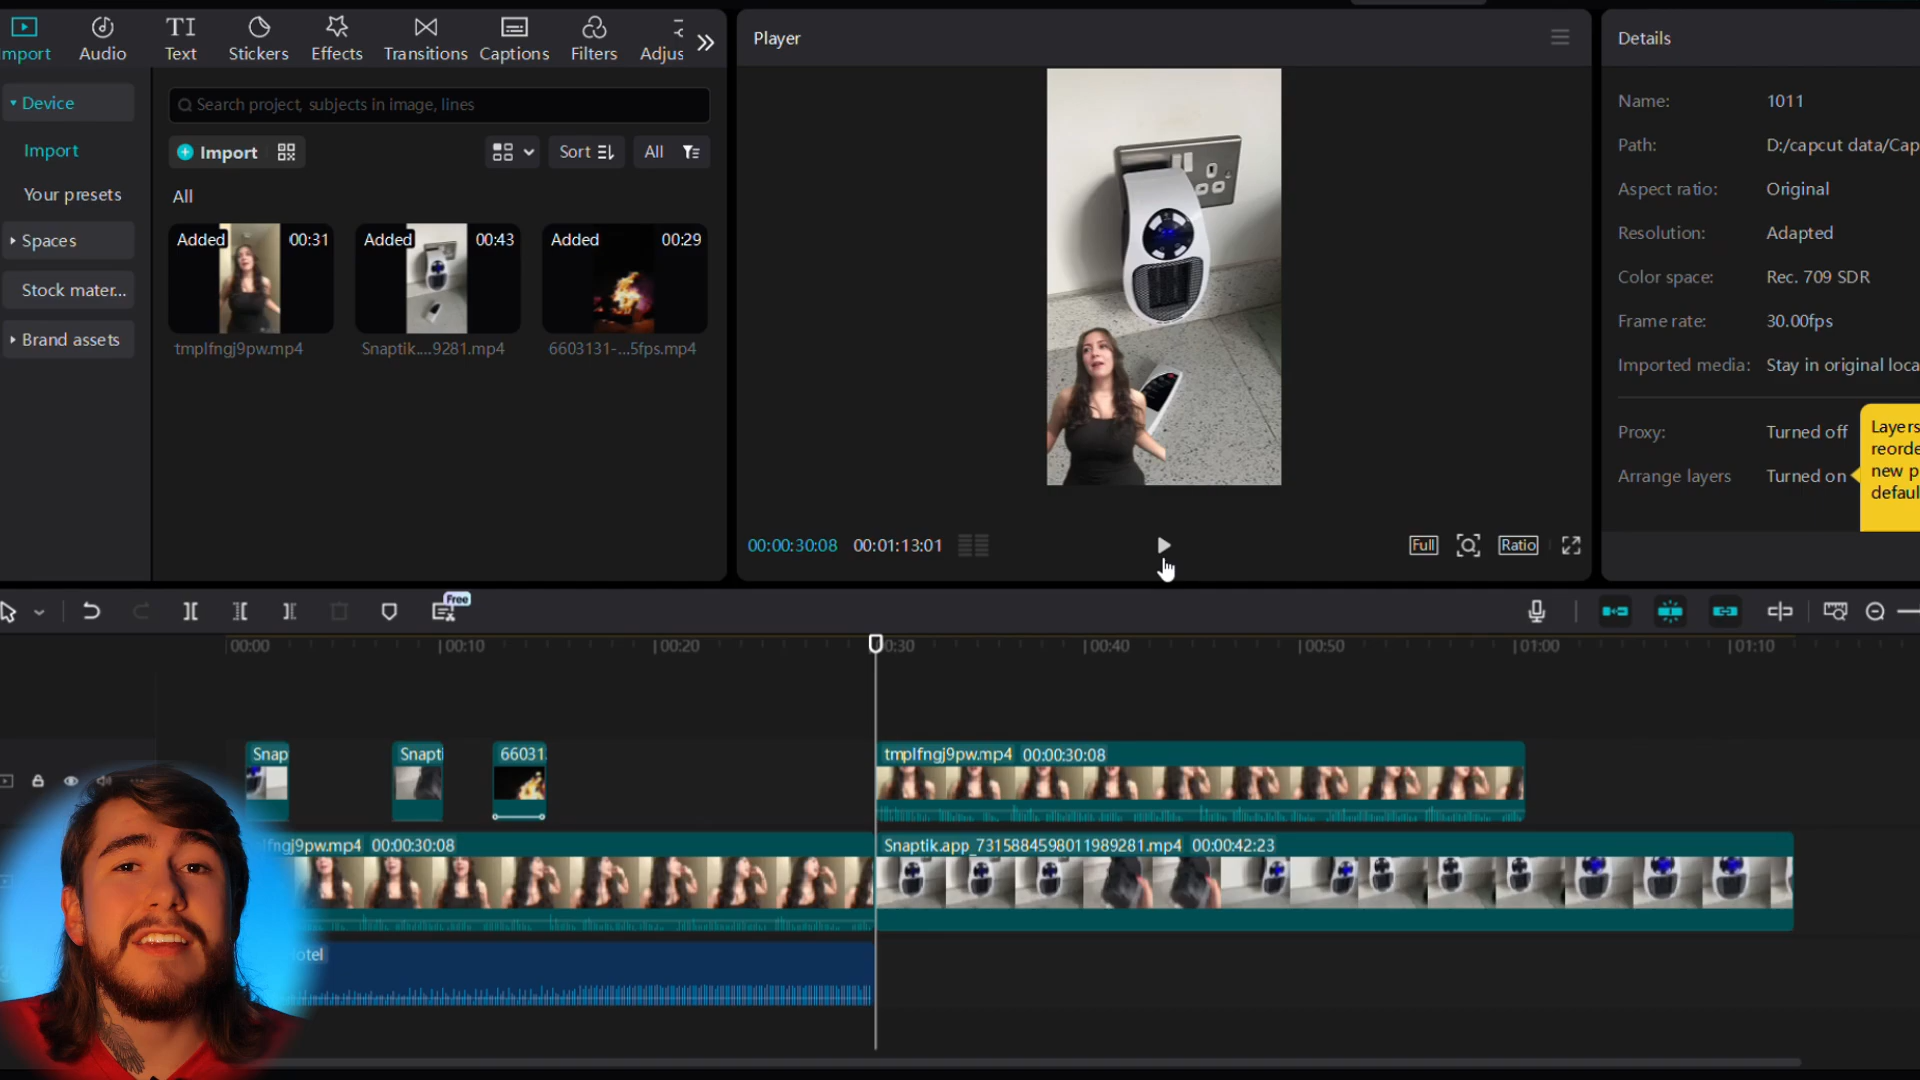 Import
Audio
Text
Stickers
Effects
Transitions
Captions
Filters
Adjus
Device
Import
Your presets
Spaces
Stock mater...
Brand assets
Search project, subjects in image, lines
Import
Sort
All
All
Added 00:31
Added 00:43
Added 00:29
tmplfngj9pw.mp4
Snaptik....9281.mp4
6603131-...5fps.mp4
Player
00:00:30:08 00:01:13:01
Full
Ratio
Details
Name: 1011
Path: D:/capcut data/Cap
Aspect ratio: Original
Resolution: Adapted
Color space: Rec. 709 SDR
Frame rate: 30.00fps
Imported media: Stay in original loca
Proxy: Turned off
Arrange layers Turned on
Layers
reorde
new p
defaul
Free
00:00 00:10 00:20 00:30 00:40 00:50 01:00 01:10
Snap
Snapti
66031
tmplfngj9pw.mp4 00:00:30:08
lfngj9pw.mp4 00:00:30:08
Snaptik.app_7315884598011989281.mp4 00:00:42:23
otel